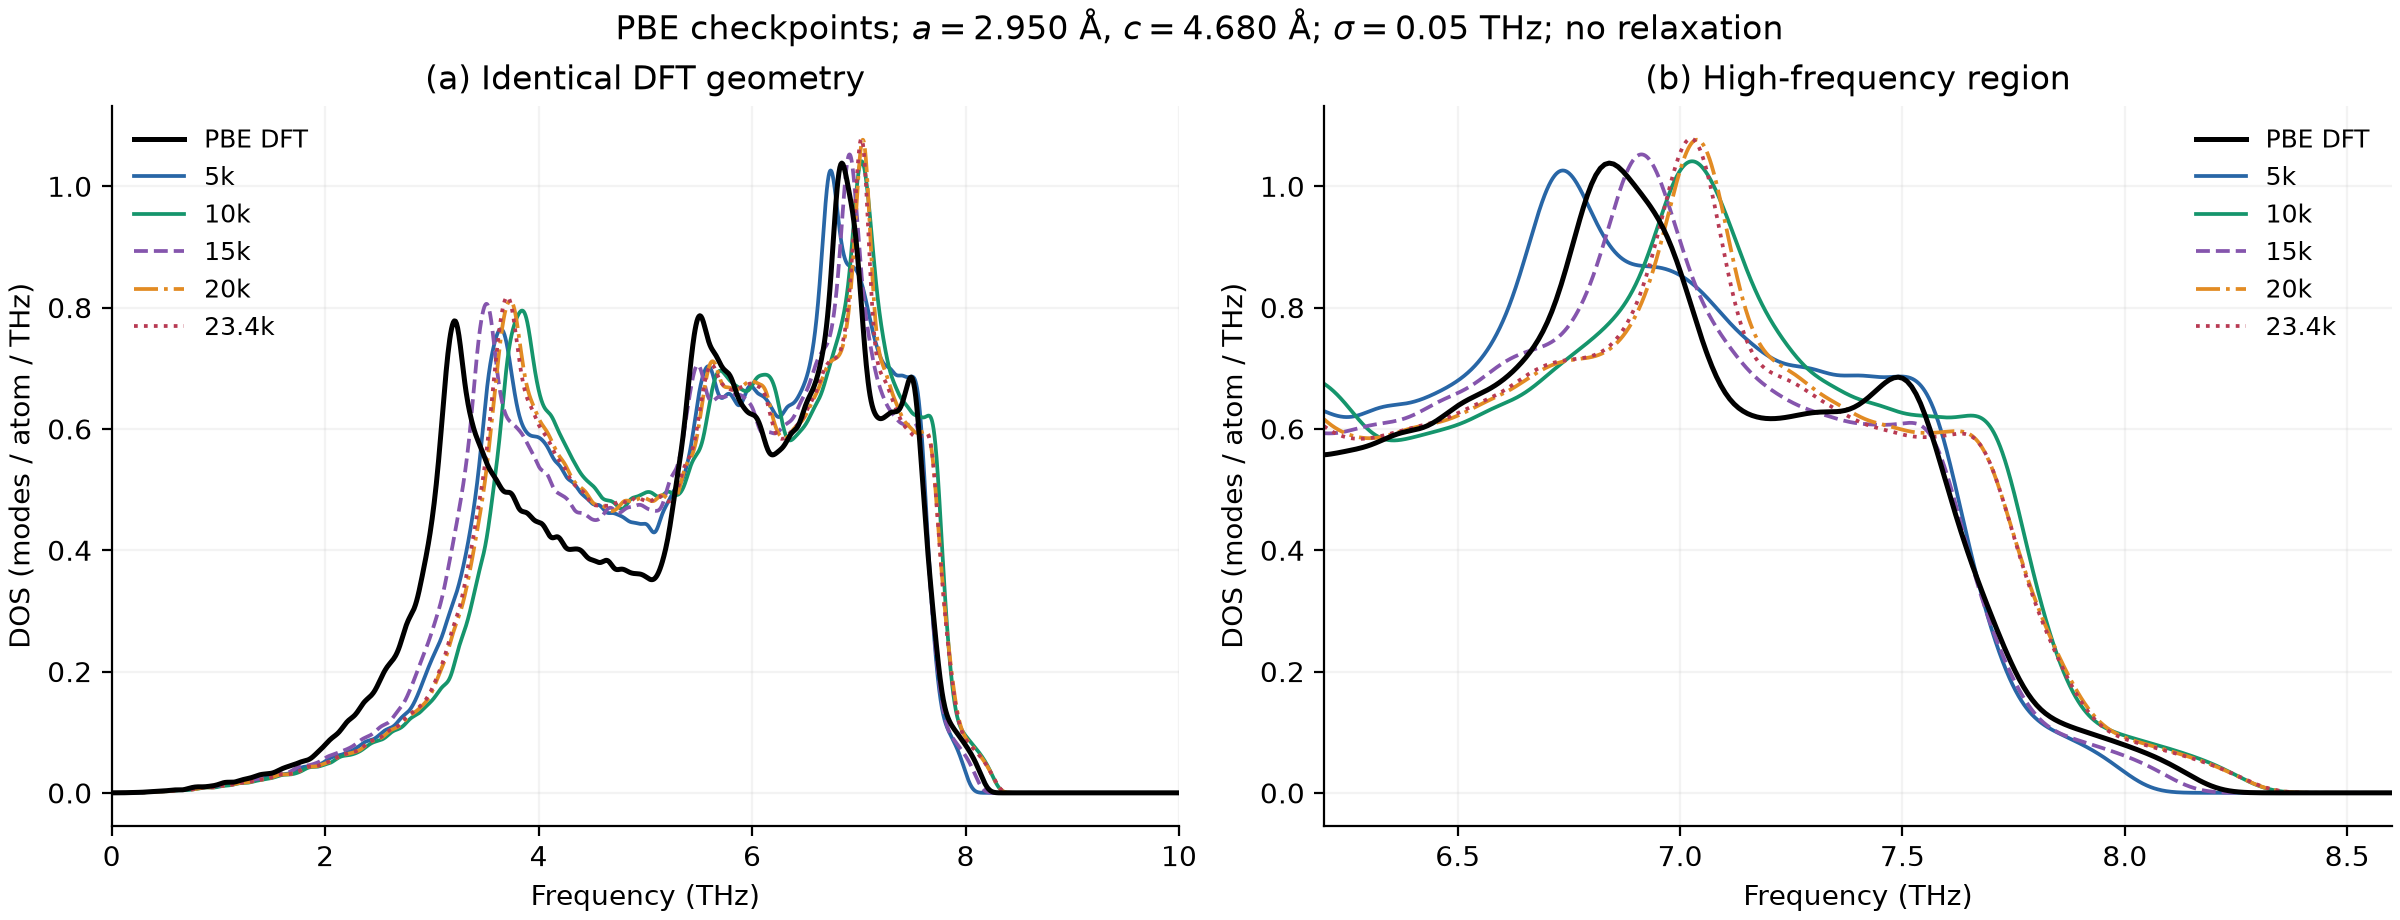 PBE checkpoints; a = 2.950 Å, c = 4.680 Å; σ = 0.05 THz; no relaxation
(a) Identical DFT geometry
DOS (modes / atom / THz)
1.0
0.8
0.6
0.4
0.2
0.0
PBE DFT
5k
10k
15k
20k
23.4k
0 2 4 6 8 10
Frequency (THz)
(b) High-frequency region
DOS (modes / atom / THz)
1.0
0.8
0.6
0.4
0.2
0.0
PBE DFT
5k
10k
15k
20k
23.4k
6.5 7.0 7.5 8.0 8.5
Frequency (THz)